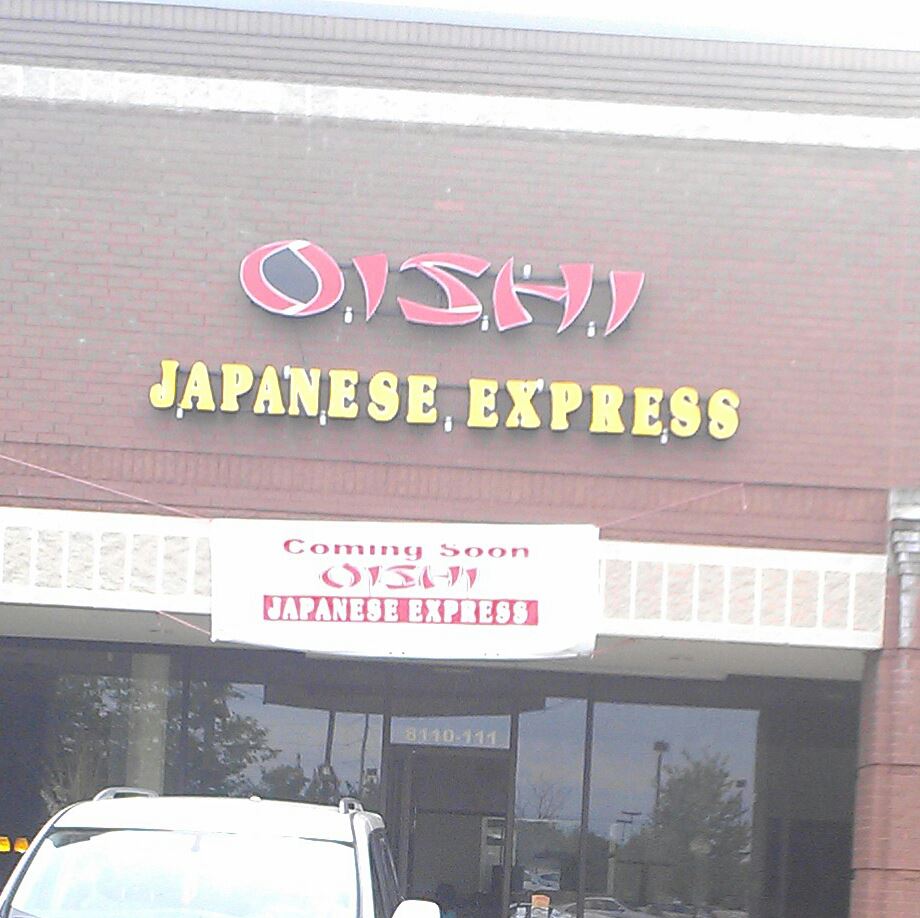 OISHI
JAPANESE EXPRESS
Coming Soon
OISHI
JAPANESE EXPRESS
8110-111